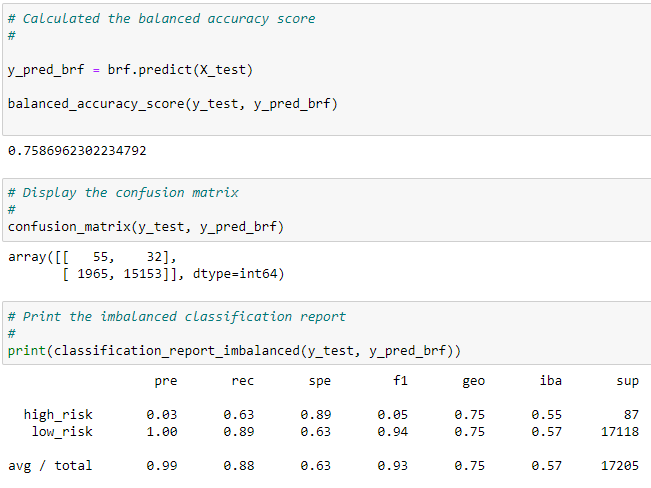 # Calculated the balanced accuracy score
#
y_pred_brf = brf.predict(X_test)
balanced_accuracy_score(y_test, y_pred_brf)
0.7586962302234792
# Display the confusion matrix
#
confusion_matrix(y_test, y_pred_brf)
array([[   55,    32],
       [ 1965, 15153]], dtype=int64)
# Print the imbalanced classification report
#
print(classification_report_imbalanced(y_test, y_pred_brf))
                   pre       rec       spe        f1       geo       iba       sup
  high_risk       0.03      0.63      0.89      0.05      0.75      0.55        87
   low_risk       1.00      0.89      0.63      0.94      0.75      0.57     17118
avg / total       0.99      0.88      0.63      0.93      0.75      0.57     17205